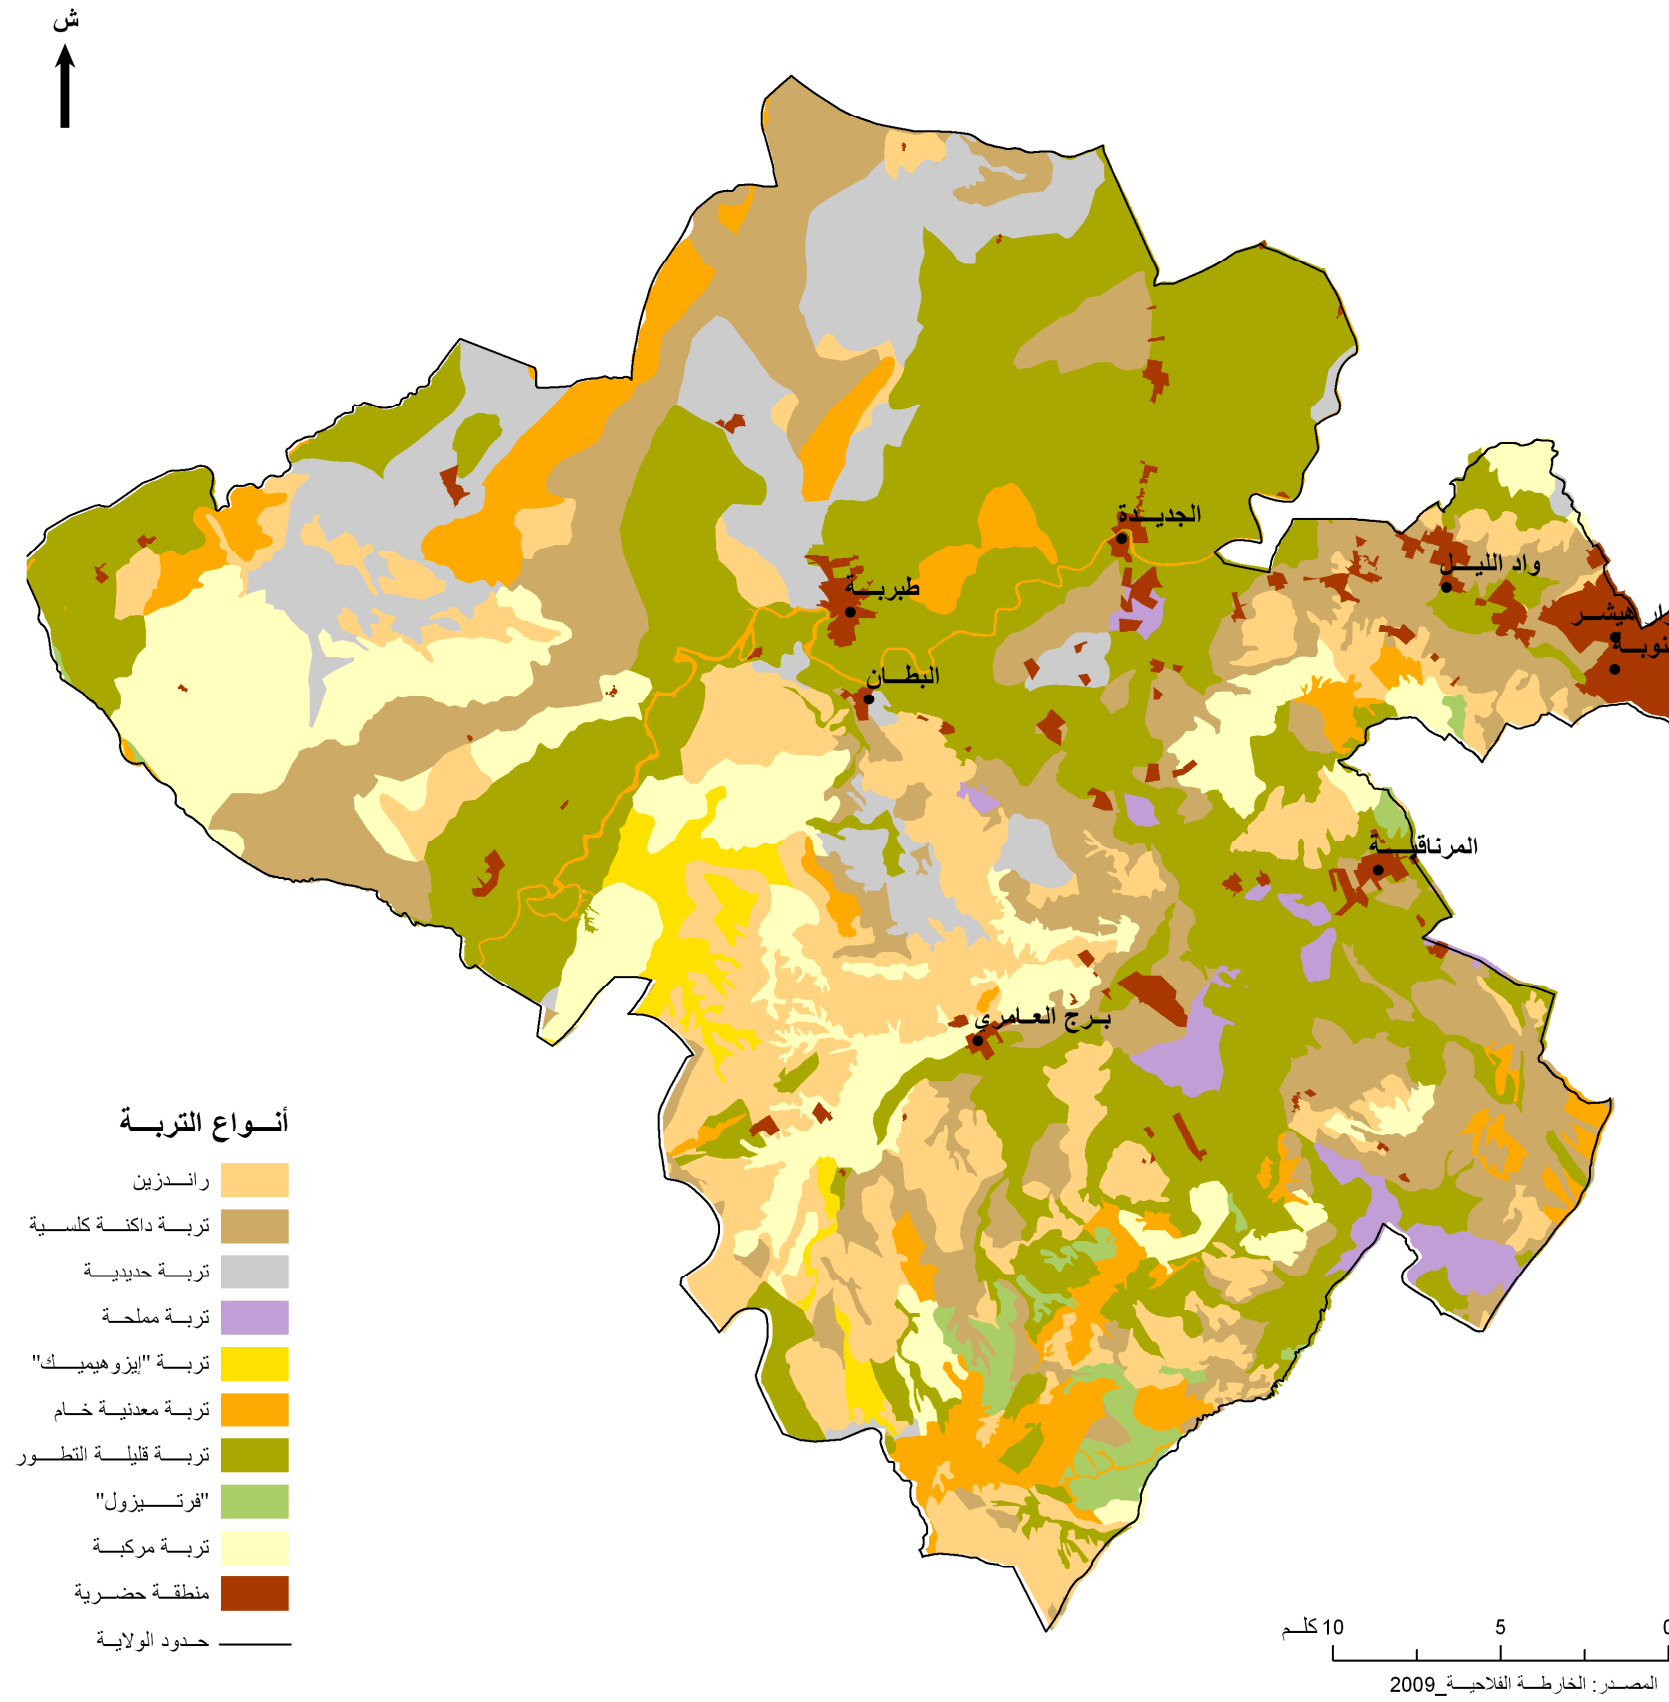 ش
الجديدة
واد الليل
طبربة
البطان
المرناقية
برج العامري
أنواع التربة
راندزين
تربة داكنة كلسية
تربة حديدية
تربة مملحة
تربة "إيزوهيميك"
تربة معدنية خام
تربة قليلة التطور
"فرتيزول"
تربة مركبة
منطقة حضرية
حدود الولاية
10 كلم 5 0
المصدر: الخارطة الفلاحية_2009